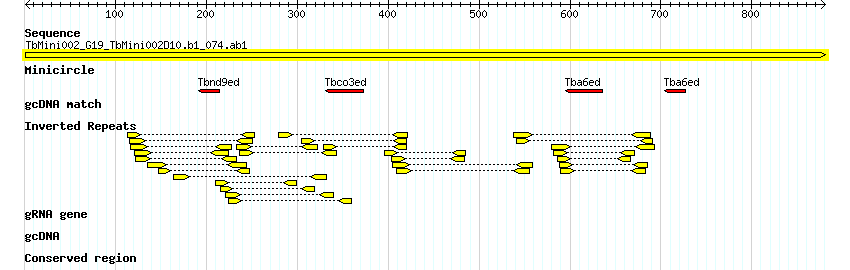 100 200 300 400 500 600 700 800
Sequence
TbMini002_G19_TbMini002D10.b1_074.ab1
Minicircle
Tbnd9ed Tbco3ed Tba6ed Tba6ed
gcDNA match
Inverted Repeats
gRNA gene
gcDNA
Conserved region